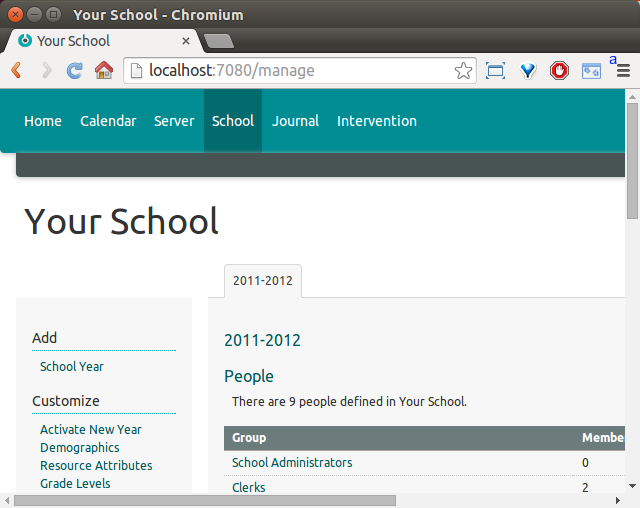 Your School - Chromium
Your School
localhost:7080/manage
a
Home Calendar Server School Journal Intervention
Your School
2011-2012
Add
School Year
Customize
Activate New Year
Demographics
Resource Attributes
Grade Levels
2011-2012
People
There are 9 people defined in Your School.
Group Membe
School Administrators 0
Clerks 2